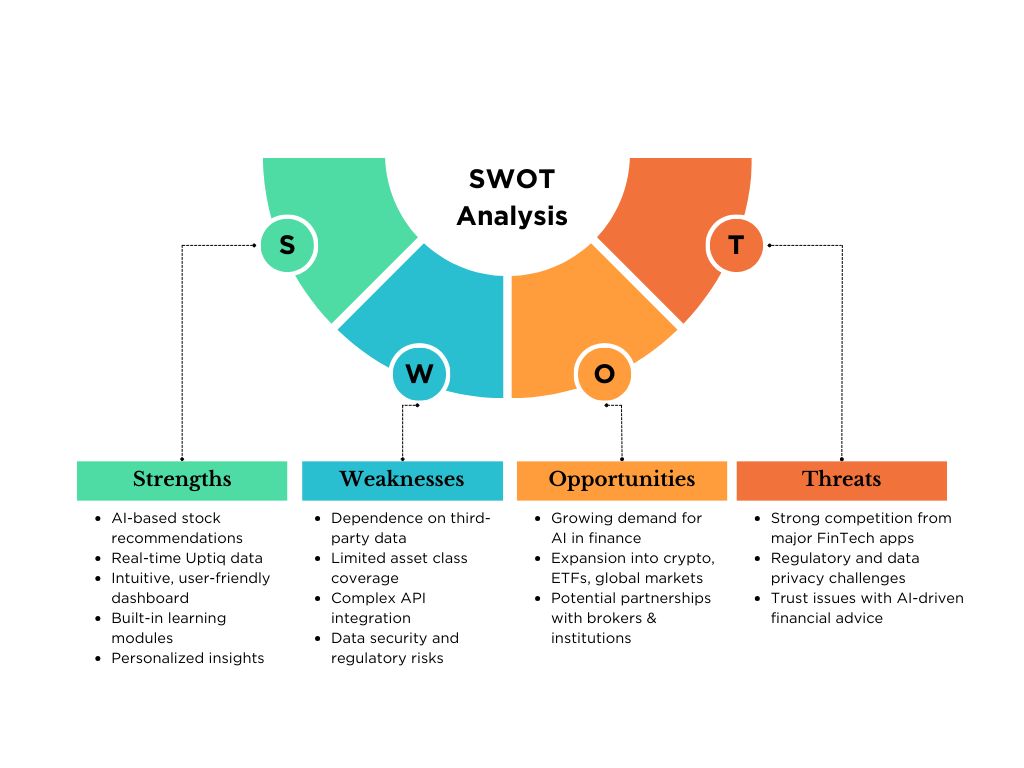 SWOT
Analysis
S
T
W
O
Strengths
• AI-based stock
recommendations
• Real-time Uptiq data
• Intuitive, user-friendly
dashboard
• Built-in learning
modules
• Personalized insights
Weaknesses
• Dependence on third-
party data
• Limited asset class
coverage
• Complex API
integration
• Data security and
regulatory risks
Opportunities
• Growing demand for
AI in finance
• Expansion into crypto,
ETFs, global markets
• Potential partnerships
with brokers &
institutions
Threats
• Strong competition from
major FinTech apps
• Regulatory and data
privacy challenges
• Trust issues with AI-driven
financial advice